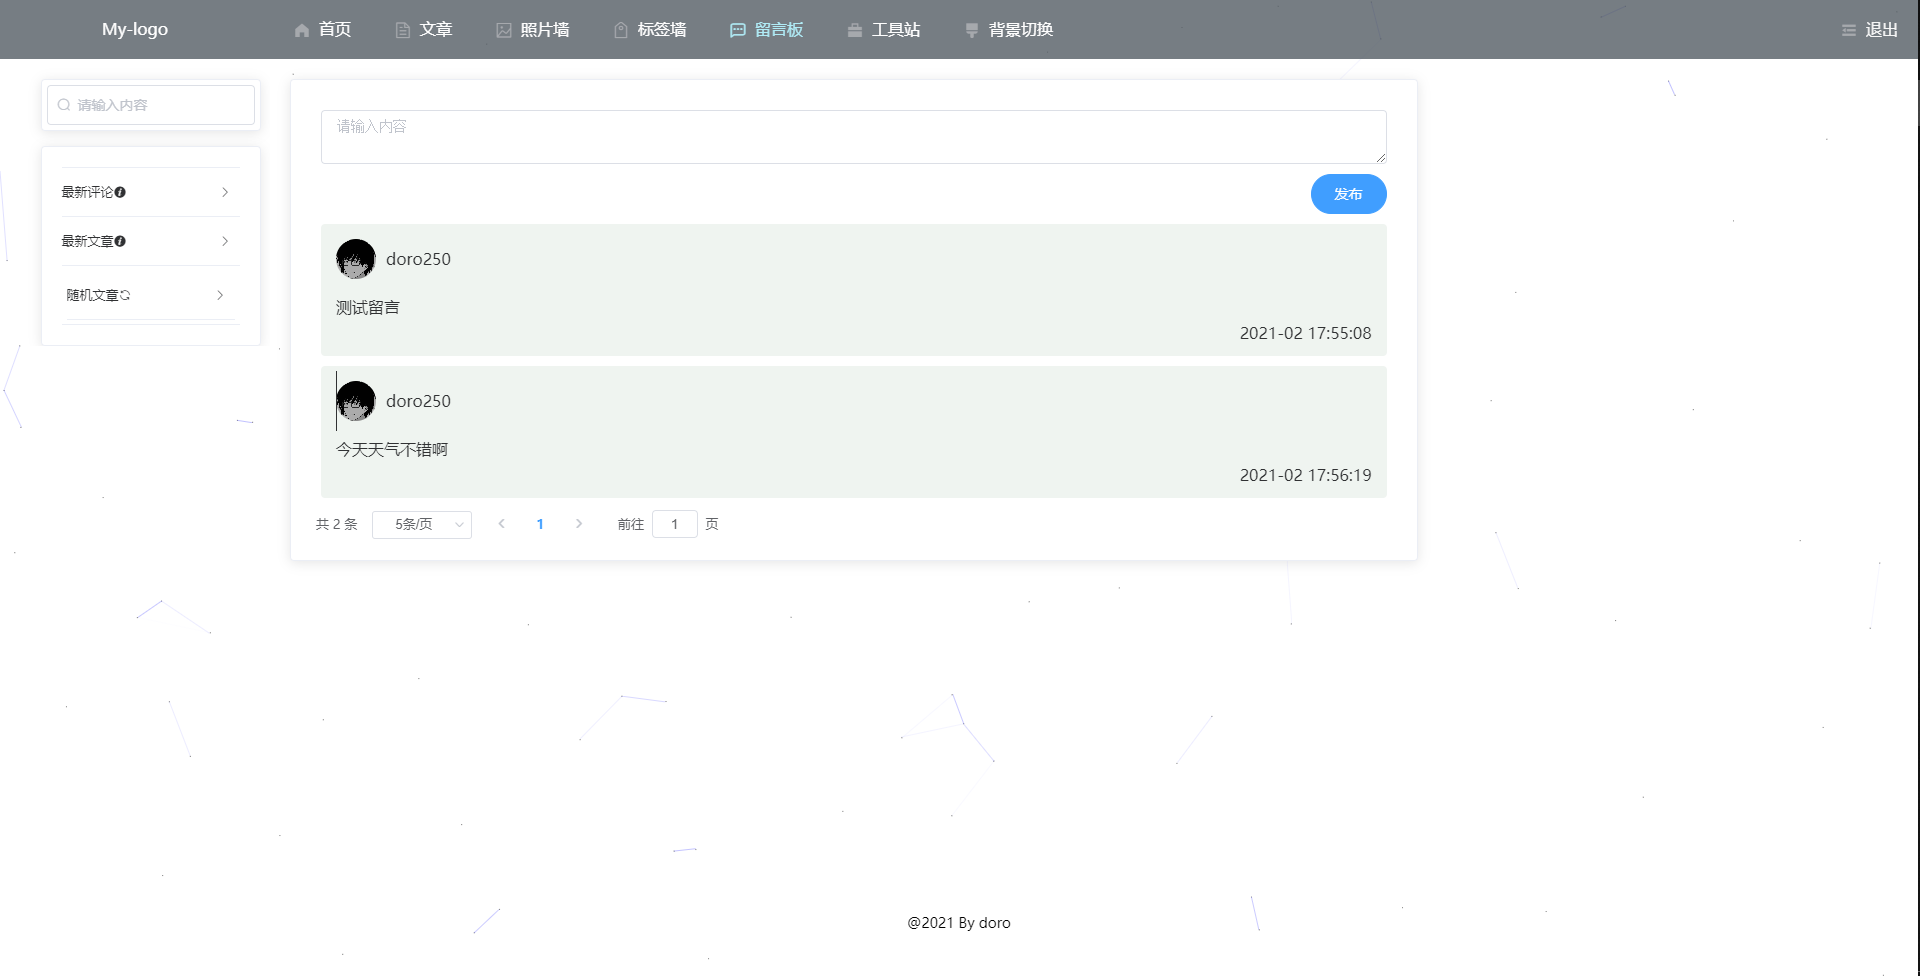 My-logo 首页 文章 照片墙 标签墙 留言板 工具站 背景切换 退出
请输入内容
最新评论
最新文章
随机文章
请输入内容
发布
doro250
测试留言
2021-02 17:55:08
doro250
今天天气不错啊
2021-02 17:56:19
共 2 条 5条/页 1 前往 1 页
@2021 By doro